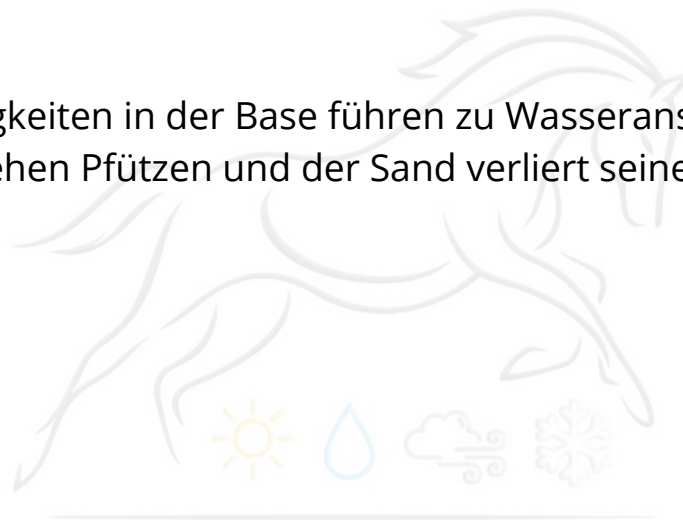 gkeiten in der Base führen zu Wasserans
ehen Pfützen und der Sand verliert seine